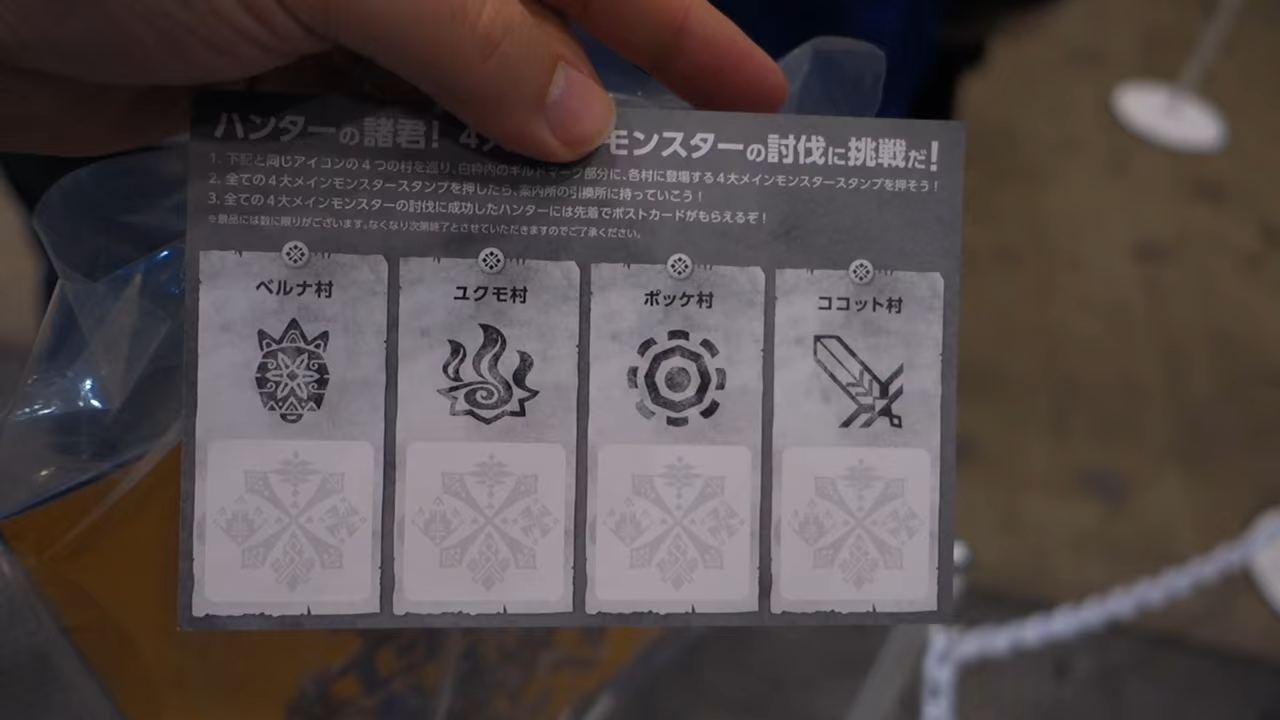 ハンターの諸君! 4 モンスターの討伐に挑戦だ!
1. 下記と同じアイコンの4つの村を巡り、白枠内のギルドマーク部分に、各村に登場する4大メインモンスタースタンプを押そう!
2. 全ての4大メインモンスタースタンプを押したら、案内所の引換所に持っていこう!
3. 全ての4大メインモンスターの討伐に成功したハンターには先着でポストカードがもらえるぞ!
※景品には数に限りがございます。なくなり次第終了とさせていただきますのでご了承ください。
ベルナ村
ユクモ村
ポッケ村
ココット村